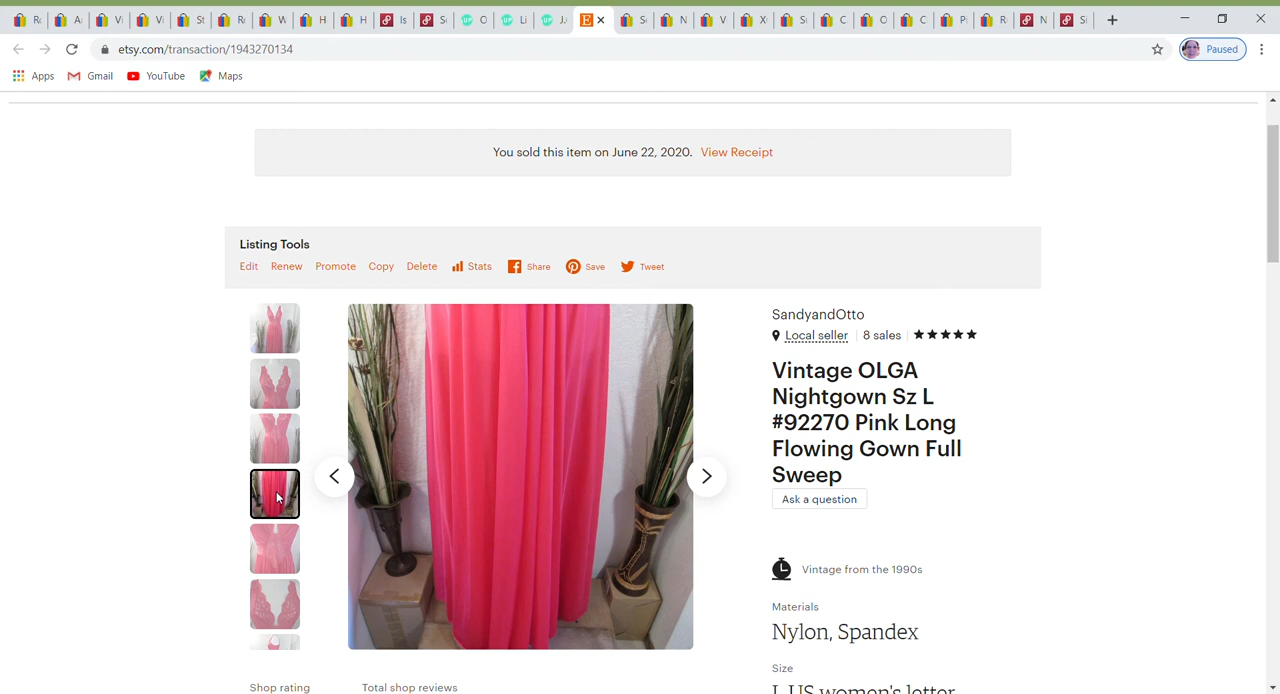 Paused
etsy.com/transaction/1943270134
Apps Gmail YouTube Maps
You sold this item on June 22, 2020. View Receipt
Listing Tools
Edit Renew Promote Copy Delete Stats Share Save Tweet
SandyandOtto
Local seller 8 sales
Vintage OLGA
Nightgown Sz L
#92270 Pink Long
Flowing Gown Full
Sweep
Ask a question
Vintage from the 1990s
Materials
Nylon, Spandex
Size
L US women's letter
Shop rating Total shop reviews